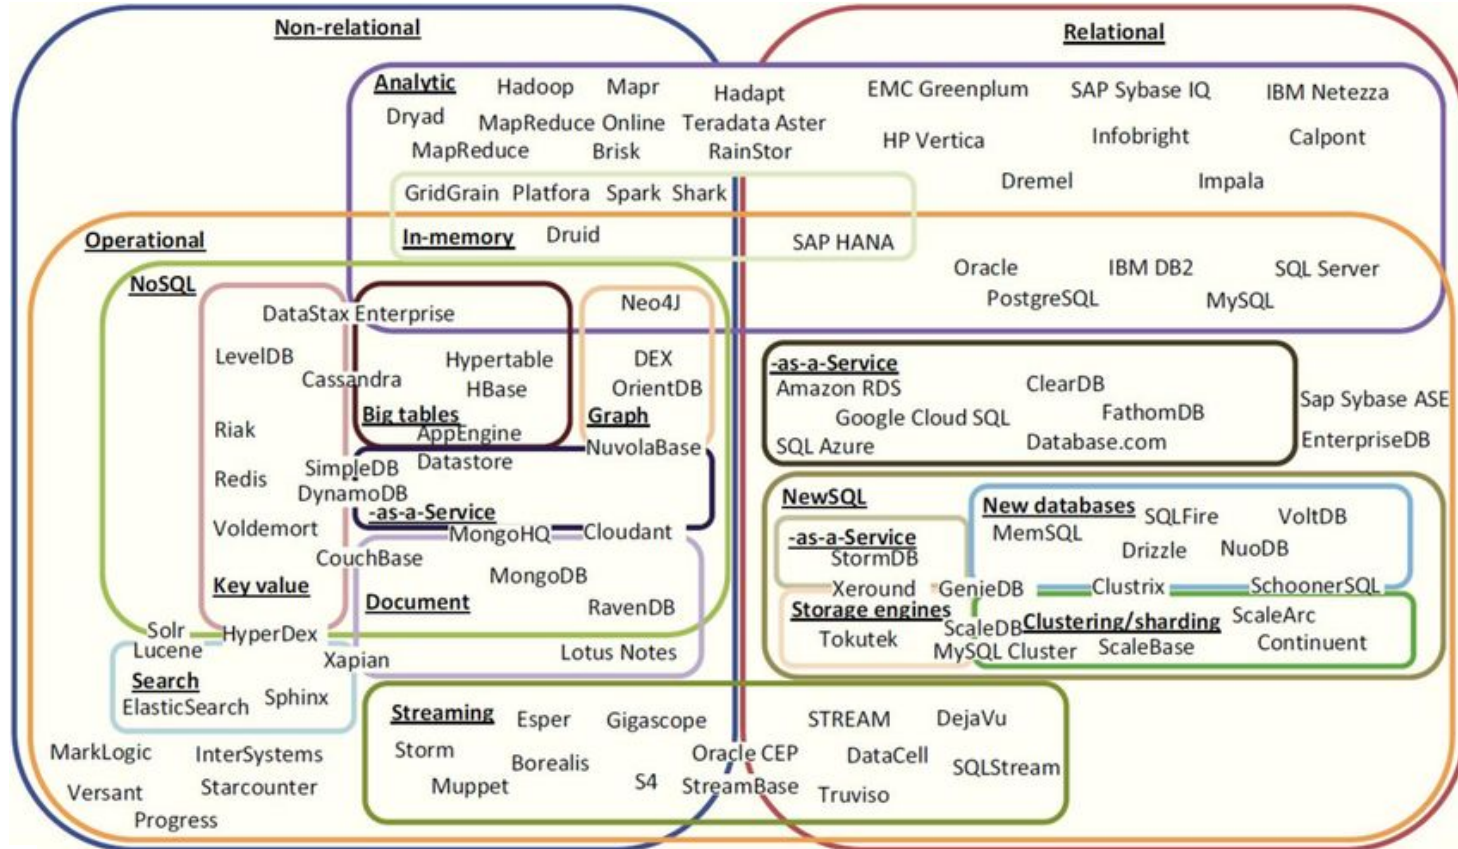 Non-relational
Relational
Analytic
Hadoop
Mapr
Hadapt
EMC Greenplum
SAP Sybase IQ
IBM Netezza
Dryad
MapReduce Online
Teradata Aster
HP Vertica
Infobright
Calpont
MapReduce
Brisk
RainStor
Dremel
Impala
GridGrain
Platfora
Spark
Shark
In-memory
Druid
SAP HANA
Operational
Oracle
IBM DB2
SQL Server
PostgreSQL
MySQL
NoSQL
DataStax Enterprise
Neo4J
LevelDB
Cassandra
Hypertable
HBase
DEX
OrientDB
Big tables
Graph
Riak
AppEngine
Datastore
NuvolaBase
Redis
SimpleDB
DynamoDB
-as-a-Service
Voldemort
MongoHQ
Cloudant
CouchBase
MongoDB
Key value
Document
RavenDB
Solr
HyperDex
Lucene
Xapian
Lotus Notes
Search
ElasticSearch
Sphinx
-as-a-Service
Amazon RDS
ClearDB
Google Cloud SQL
FathomDB
SQL Azure
Database.com
Sap Sybase ASE
EnterpriseDB
NewSQL
New databases
SQLFire
VoltDB
-as-a-Service
MemSQL
StormDB
Drizzle
NuoDB
Xeround
GenieDB
Clustrix
SchoonerSQL
Storage engines
ScaleDB
Clustering/sharding
ScaleArc
Tokutek
MySQL Cluster
ScaleBase
Continuent
Streaming
Esper
Gigascope
STREAM
DejaVu
Storm
Borealis
Oracle CEP
DataCell
SQLStream
Muppet
S4
StreamBase
Truviso
MarkLogic
InterSystems
Versant
Starcounter
Progress